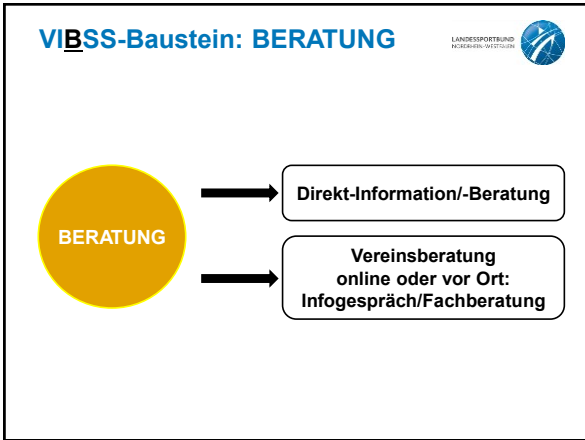 VIBSS-Baustein: BERATUNG
LANDESSPORTBUND
NORDRHEIN-WESTFALEN
BERATUNG
Direkt-Information/-Beratung
Vereinsberatung
online oder vor Ort:
Infogespräch/Fachberatung